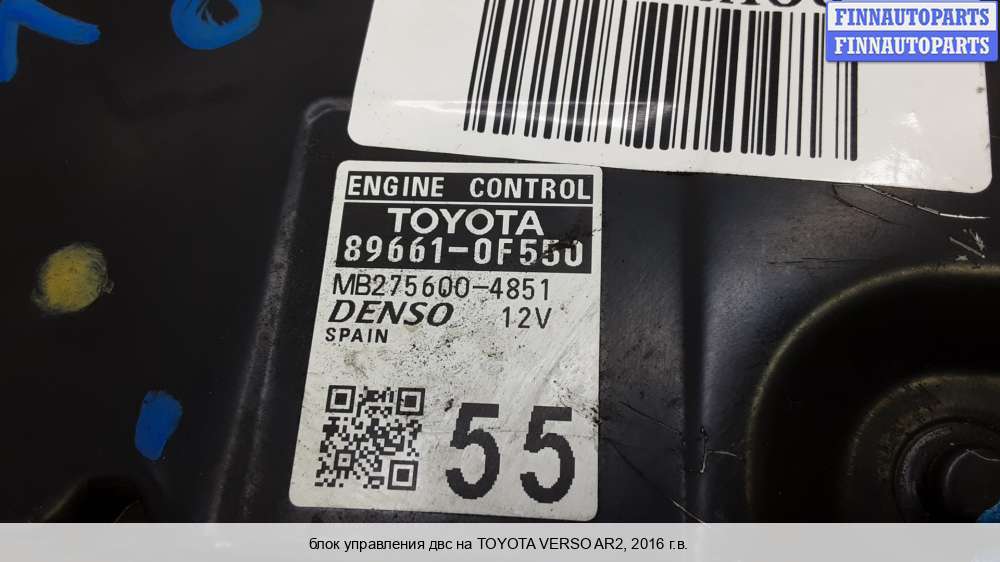 FINNAUTOPARTS
FINNAUTOPARTS
ENGINE CONTROL
TOYOTA
89661-0F550
MB275600-4851
DENSO 12V
SPAIN
55
блок управления двс на TOYOTA VERSO AR2, 2016 г.в.